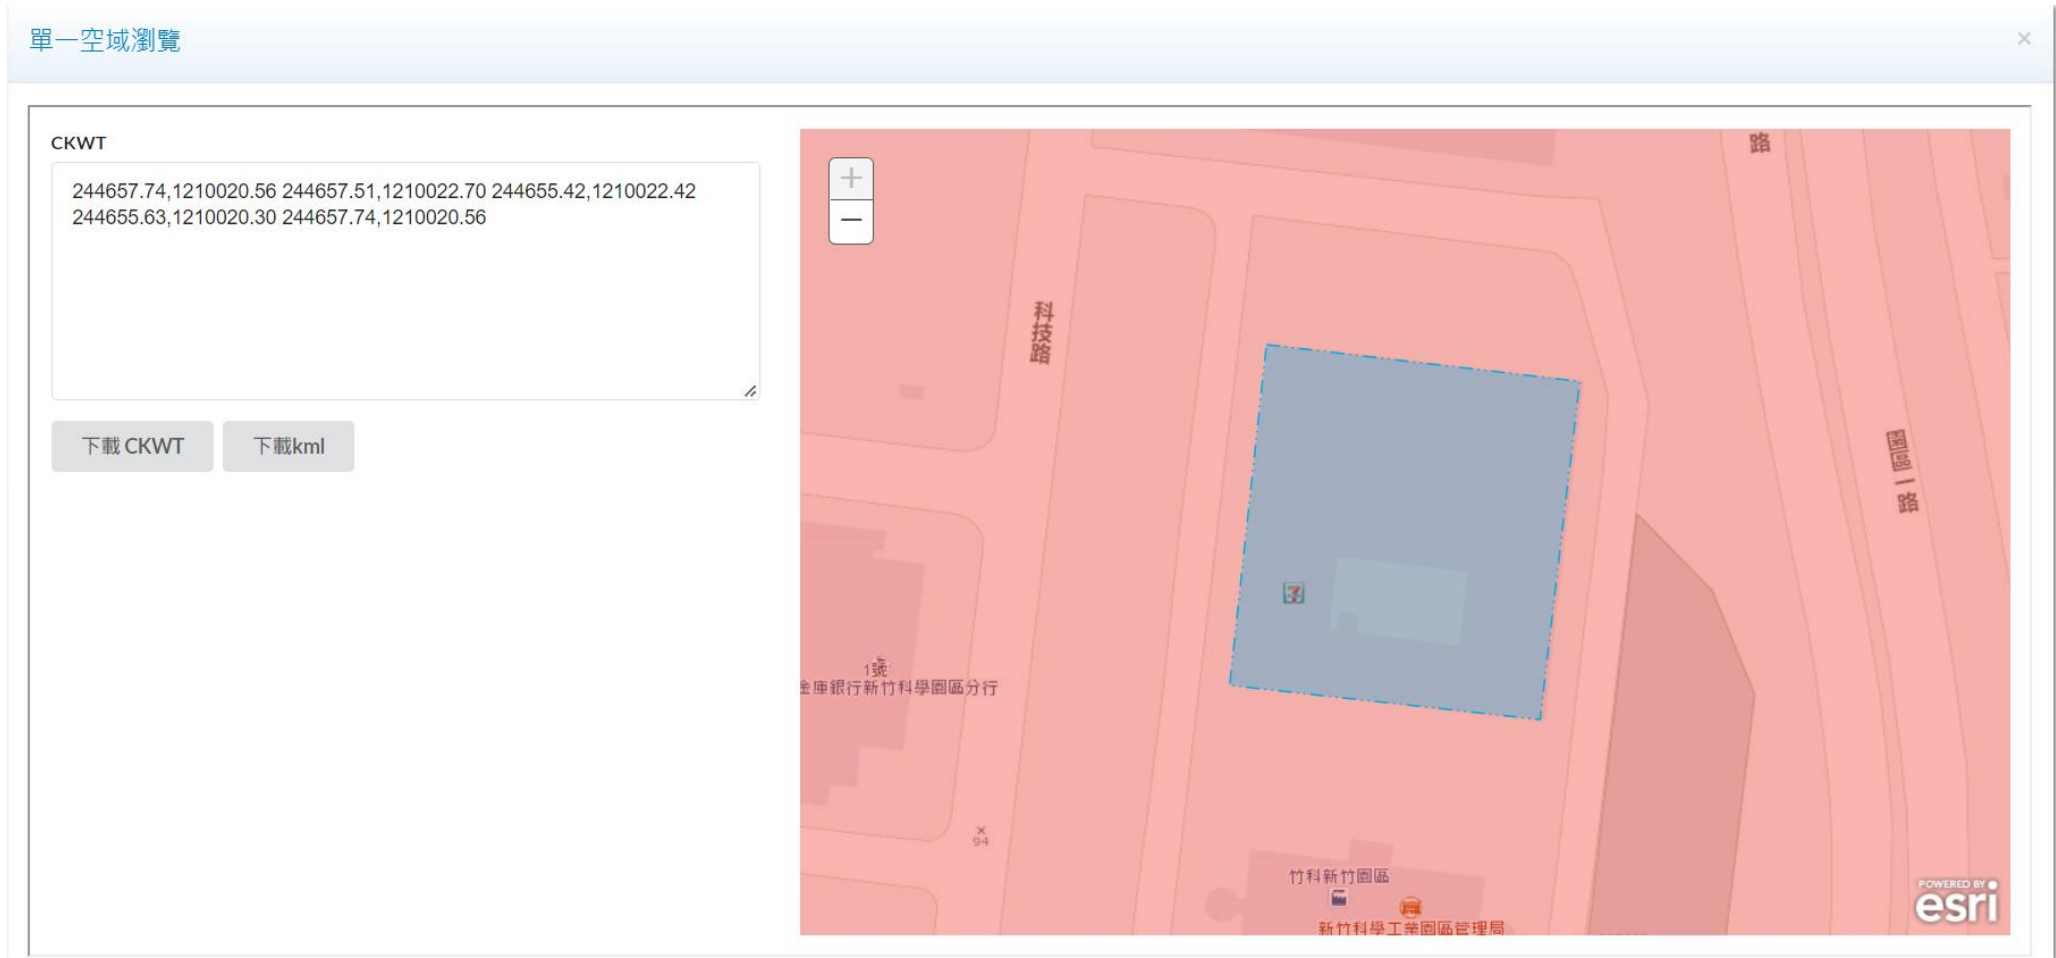 單一空域瀏覽
×
CKWT
244657.74,1210020.56 244657.51,1210022.70 244655.42,1210022.42
244655.63,1210020.30 244657.74,1210020.56
下載 CKWT
下載kml
+
−
路
科技路
園區一路
7
1號
金庫銀行新竹科學園區分行
×
94
竹科新竹園區
新竹科學工業園區管理局
POWERED BY
esri